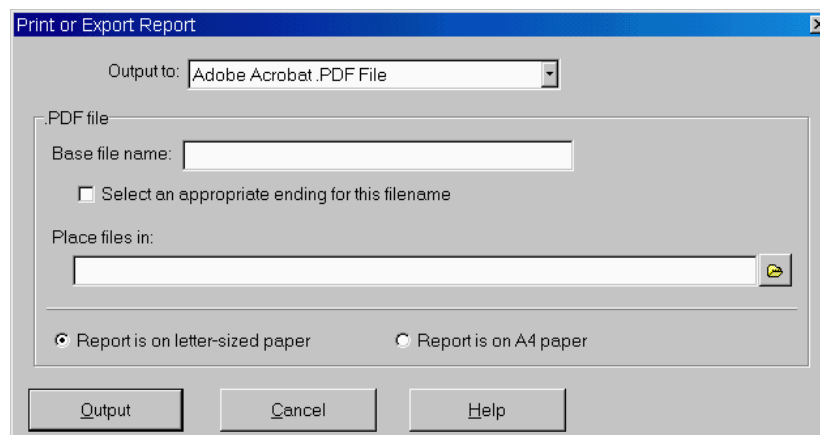 Print or Export Report
Output to: Adobe Acrobat .PDF File
.PDF file
Base file name:
Select an appropriate ending for this filename
Place files in:
Report is on letter-sized paper Report is on A4 paper
Output Cancel Help